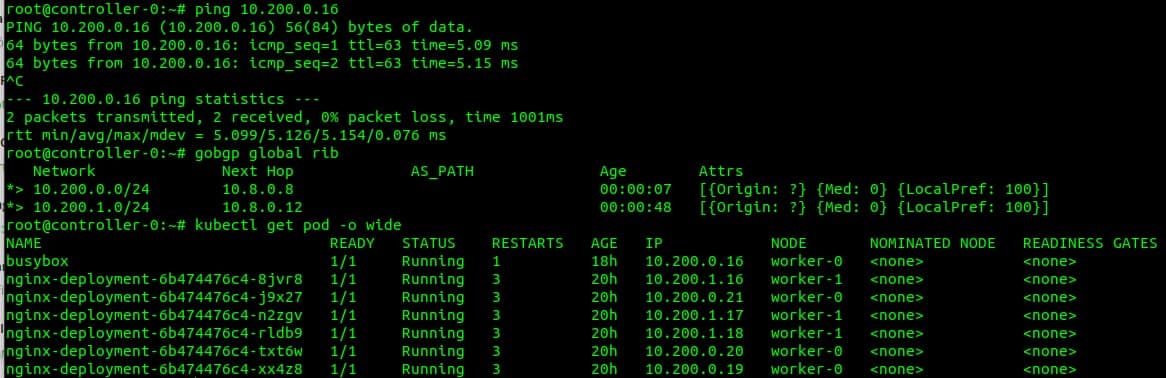 root@controller-0:~# ping 10.200.0.16
PING 10.200.0.16 (10.200.0.16) 56(84) bytes of data.
64 bytes from 10.200.0.16: icmp_seq=1 ttl=63 time=5.09 ms
64 bytes from 10.200.0.16: icmp_seq=2 ttl=63 time=5.15 ms
^C
--- 10.200.0.16 ping statistics ---
2 packets transmitted, 2 received, 0% packet loss, time 1001ms
rtt min/avg/max/mdev = 5.099/5.126/5.154/0.076 ms
root@controller-0:~# gobgp global rib
   Network              Next Hop             AS_PATH              Age        Attrs
*> 10.200.0.0/24        10.8.0.8                                  00:00:07   [{Origin: ?} {Med: 0} {LocalPref: 100}]
*> 10.200.1.0/24        10.8.0.12                                 00:00:48   [{Origin: ?} {Med: 0} {LocalPref: 100}]
root@controller-0:~# kubectl get pod -o wide
NAME                                READY   STATUS    RESTARTS   AGE   IP            NODE       NOMINATED NODE   READINESS GATES
busybox                             1/1     Running   1          18h   10.200.0.16   worker-0   <none>           <none>
nginx-deployment-6b474476c4-8jvr8   1/1     Running   3          20h   10.200.1.16   worker-1   <none>           <none>
nginx-deployment-6b474476c4-j9x27   1/1     Running   3          20h   10.200.0.21   worker-0   <none>           <none>
nginx-deployment-6b474476c4-n2zgv   1/1     Running   3          20h   10.200.1.17   worker-1   <none>           <none>
nginx-deployment-6b474476c4-rldb9   1/1     Running   3          20h   10.200.1.18   worker-1   <none>           <none>
nginx-deployment-6b474476c4-txt6w   1/1     Running   3          20h   10.200.0.20   worker-0   <none>           <none>
nginx-deployment-6b474476c4-xx4z8   1/1     Running   3          20h   10.200.0.19   worker-0   <none>           <none>